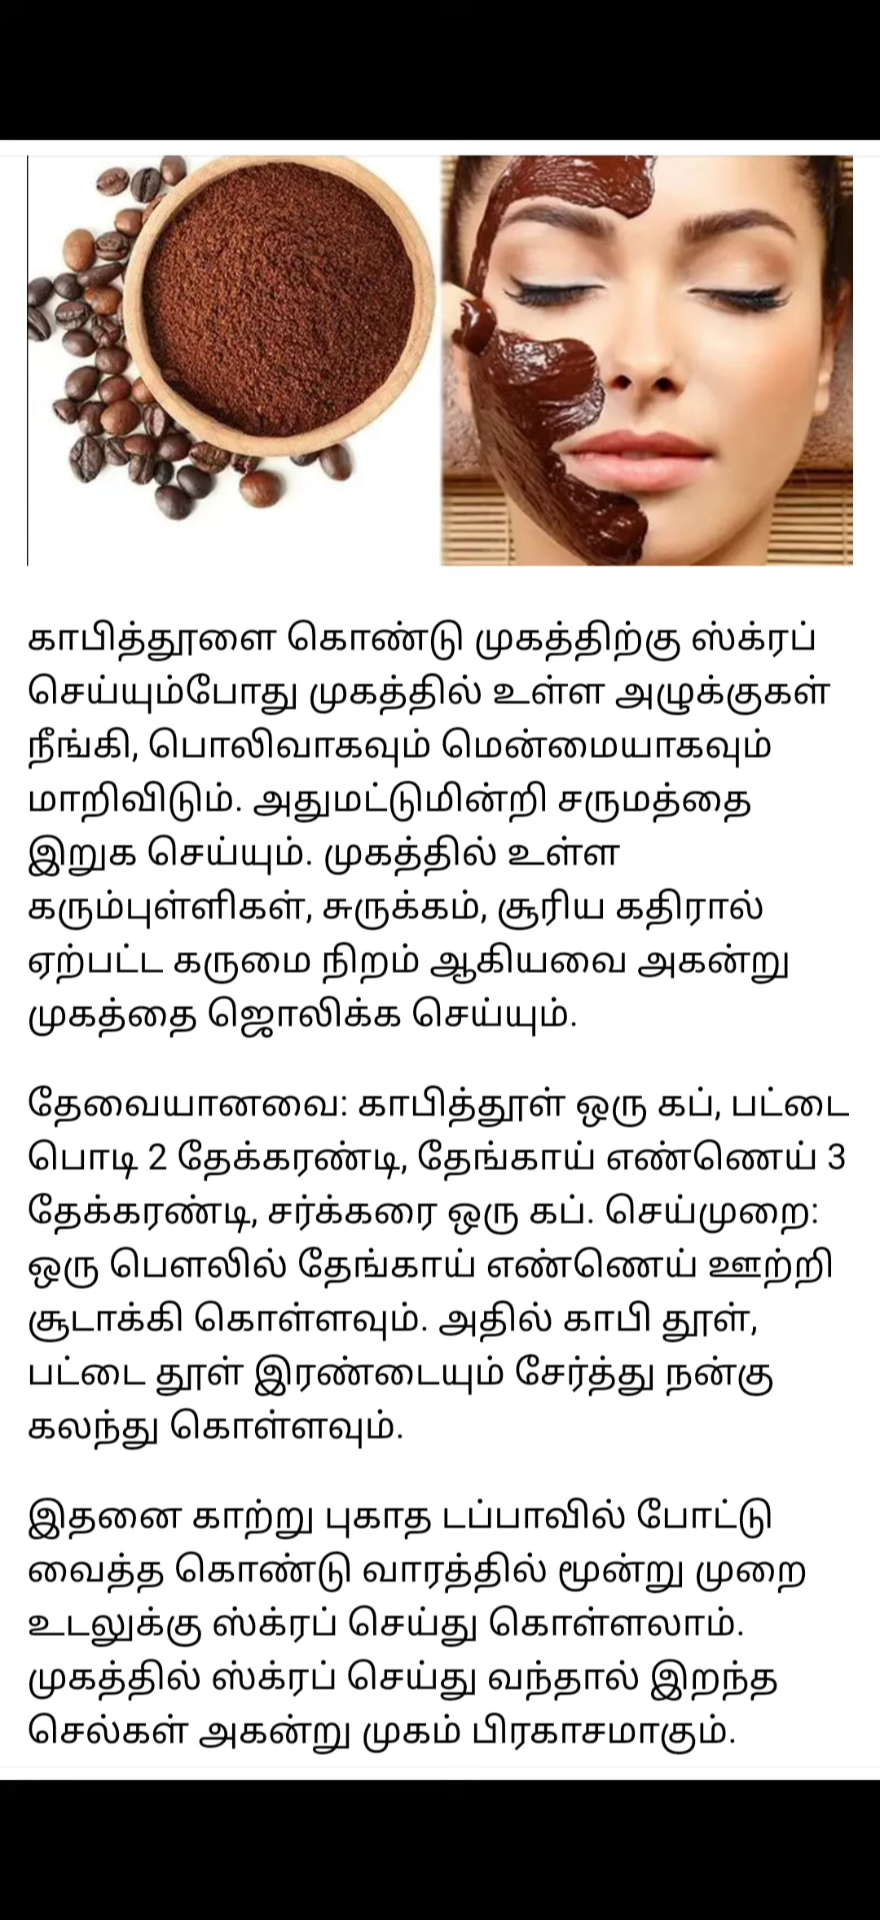 காபித்தூளை கொண்டு முகத்திற்கு ஸ்க்ரப்
செய்யும்போது முகத்தில் உள்ள அழுக்குகள்
நீங்கி, பொலிவாகவும் மென்மையாகவும்
மாறிவிடும். அதுமட்டுமின்றி சருமத்தை
இறுக செய்யும். முகத்தில் உள்ள
கரும்புள்ளிகள், சுருக்கம், சூரிய கதிரால்
ஏற்பட்ட கருமை நிறம் ஆகியவை அகன்று
முகத்தை ஜொலிக்க செய்யும்.
தேவையானவை: காபித்தூள் ஒரு கப், பட்டை
பொடி 2 தேக்கரண்டி, தேங்காய் எண்ணெய் 3
தேக்கரண்டி, சர்க்கரை ஒரு கப். செய்முறை:
ஒரு பௌலில் தேங்காய் எண்ணெய் ஊற்றி
சூடாக்கி கொள்ளவும். அதில் காபி தூள்,
பட்டை தூள் இரண்டையும் சேர்த்து நன்கு
கலந்து கொள்ளவும்.
இதனை காற்று புகாத டப்பாவில் போட்டு
வைத்த கொண்டு வாரத்தில் மூன்று முறை
உடலுக்கு ஸ்க்ரப் செய்து கொள்ளலாம்.
முகத்தில் ஸ்க்ரப் செய்து வந்தால் இறந்த
செல்கள் அகன்று முகம் பிரகாசமாகும்.